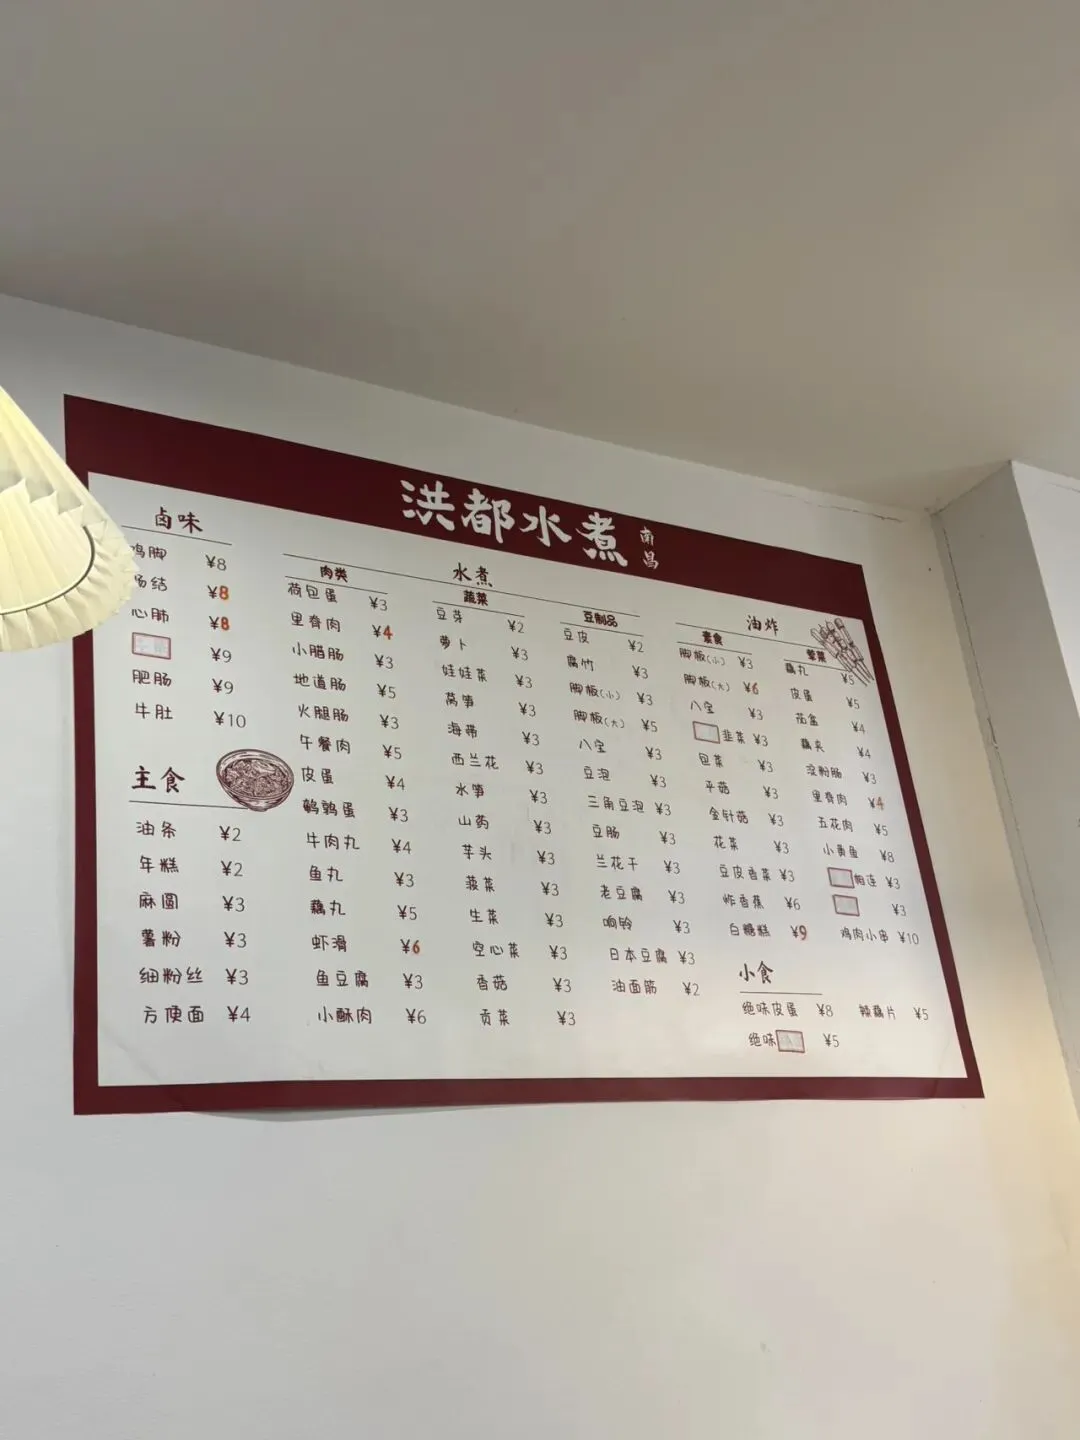 洪都水煮 南昌
卤味
鸡脚 ¥8
肠结 ¥8
心肺 ¥8
¥9
肥肠 ¥9
牛肚 ¥10
主食
油条 ¥2
年糕 ¥2
麻圆 ¥3
薯粉 ¥3
细粉丝 ¥3
方便面 ¥4
水煮
肉类
荷包蛋 ¥3
里脊肉 ¥4
小腊肠 ¥3
地道肠 ¥5
火腿肠 ¥3
午餐肉 ¥5
皮蛋 ¥4
鹌鹑蛋 ¥3
牛肉丸 ¥4
鱼丸 ¥3
藕丸 ¥5
虾滑 ¥6
鱼豆腐 ¥3
小酥肉 ¥6
蔬菜
豆芽 ¥2
萝卜 ¥3
娃娃菜 ¥3
莴笋 ¥3
海带 ¥3
西兰花 ¥3
水笋 ¥3
山药 ¥3
芋头 ¥3
菠菜 ¥3
生菜 ¥3
空心菜 ¥3
香菇 ¥3
贡菜 ¥3
豆制品
豆皮 ¥2
腐竹 ¥3
脚板(小) ¥3
脚板(大) ¥5
八宝 ¥3
豆泡 ¥3
三角豆泡 ¥3
豆肠 ¥3
兰花干 ¥3
老豆腐 ¥3
响铃 ¥3
日本豆腐 ¥3
油面筋 ¥2
油炸
素食
脚板(小) ¥3
脚板(大) ¥6
八宝 ¥3
韭菜 ¥3
包菜 ¥3
平菇 ¥3
金针菇 ¥3
花菜 ¥3
豆皮香菜 ¥3
炸香蕉 ¥6
白糖糕 ¥9
荤菜
藕丸 ¥5
皮蛋 ¥5
茄盒 ¥4
藕夹 ¥4
淀粉肠 ¥3
里脊肉 ¥4
五花肉 ¥5
小黄鱼 ¥8
相连 ¥3
¥3
鸡肉小串 ¥10
小食
绝味皮蛋 ¥8
辣藕片 ¥5
绝味 ¥5